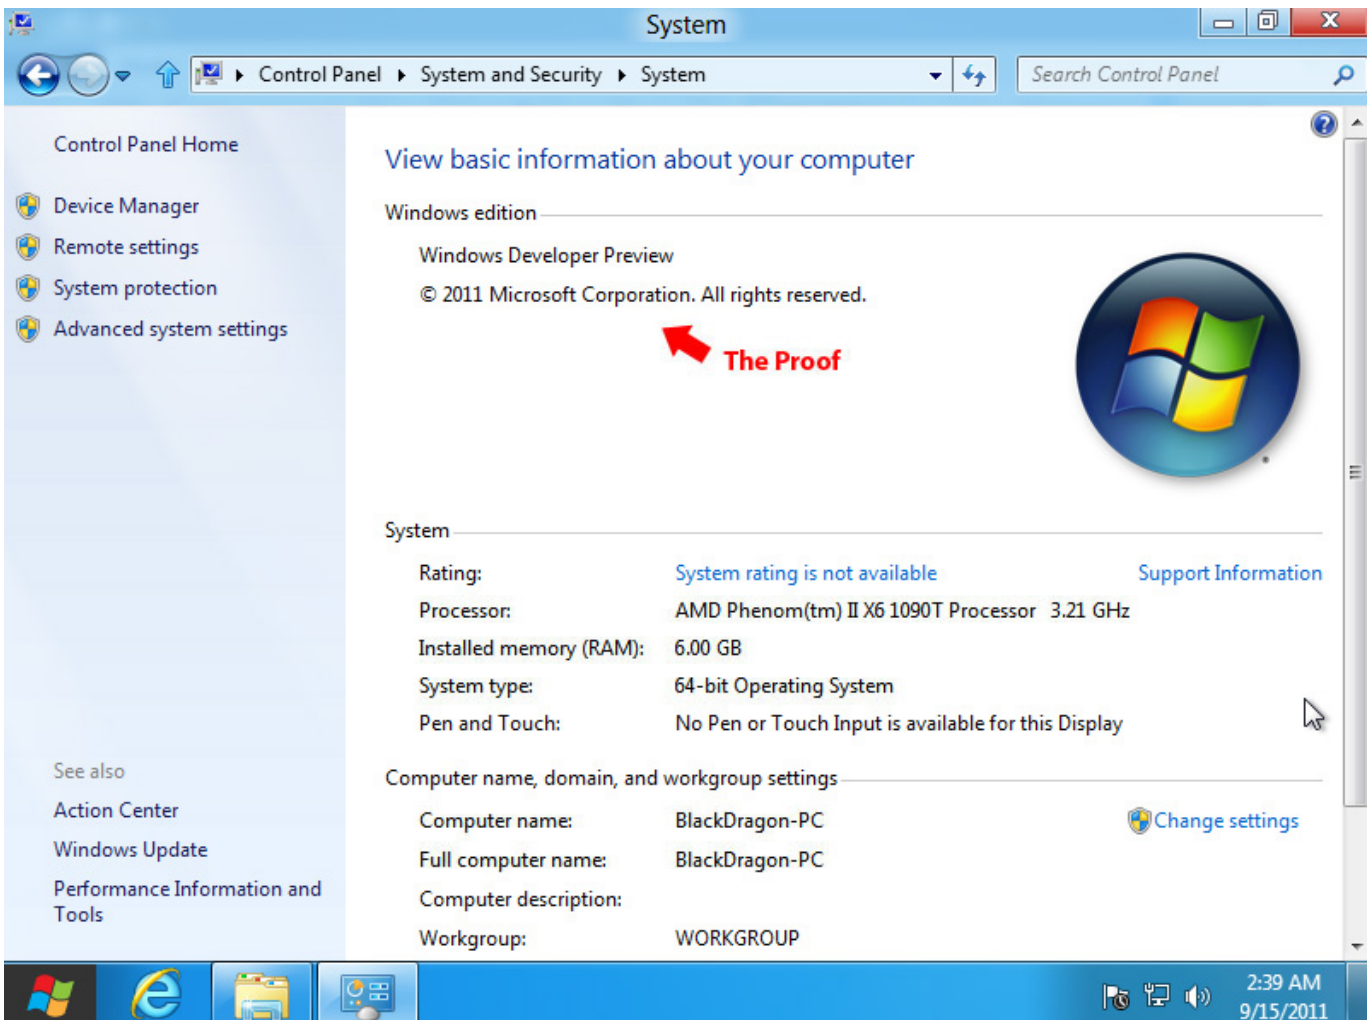 System
Control Panel System and Security System
Search Control Panel
Control Panel Home
Device Manager
Remote settings
System protection
Advanced system settings
See also
Action Center
Windows Update
Performance Information and
Tools
View basic information about your computer
Windows edition
Windows Developer Preview
© 2011 Microsoft Corporation. All rights reserved.
The Proof
System
Rating: System rating is not available Support Information
Processor: AMD Phenom(tm) II X6 1090T Processor 3.21 GHz
Installed memory (RAM): 6.00 GB
System type: 64-bit Operating System
Pen and Touch: No Pen or Touch Input is available for this Display
Computer name, domain, and workgroup settings
Computer name: BlackDragon-PC Change settings
Full computer name: BlackDragon-PC
Computer description:
Workgroup: WORKGROUP
2:39 AM
9/15/2011